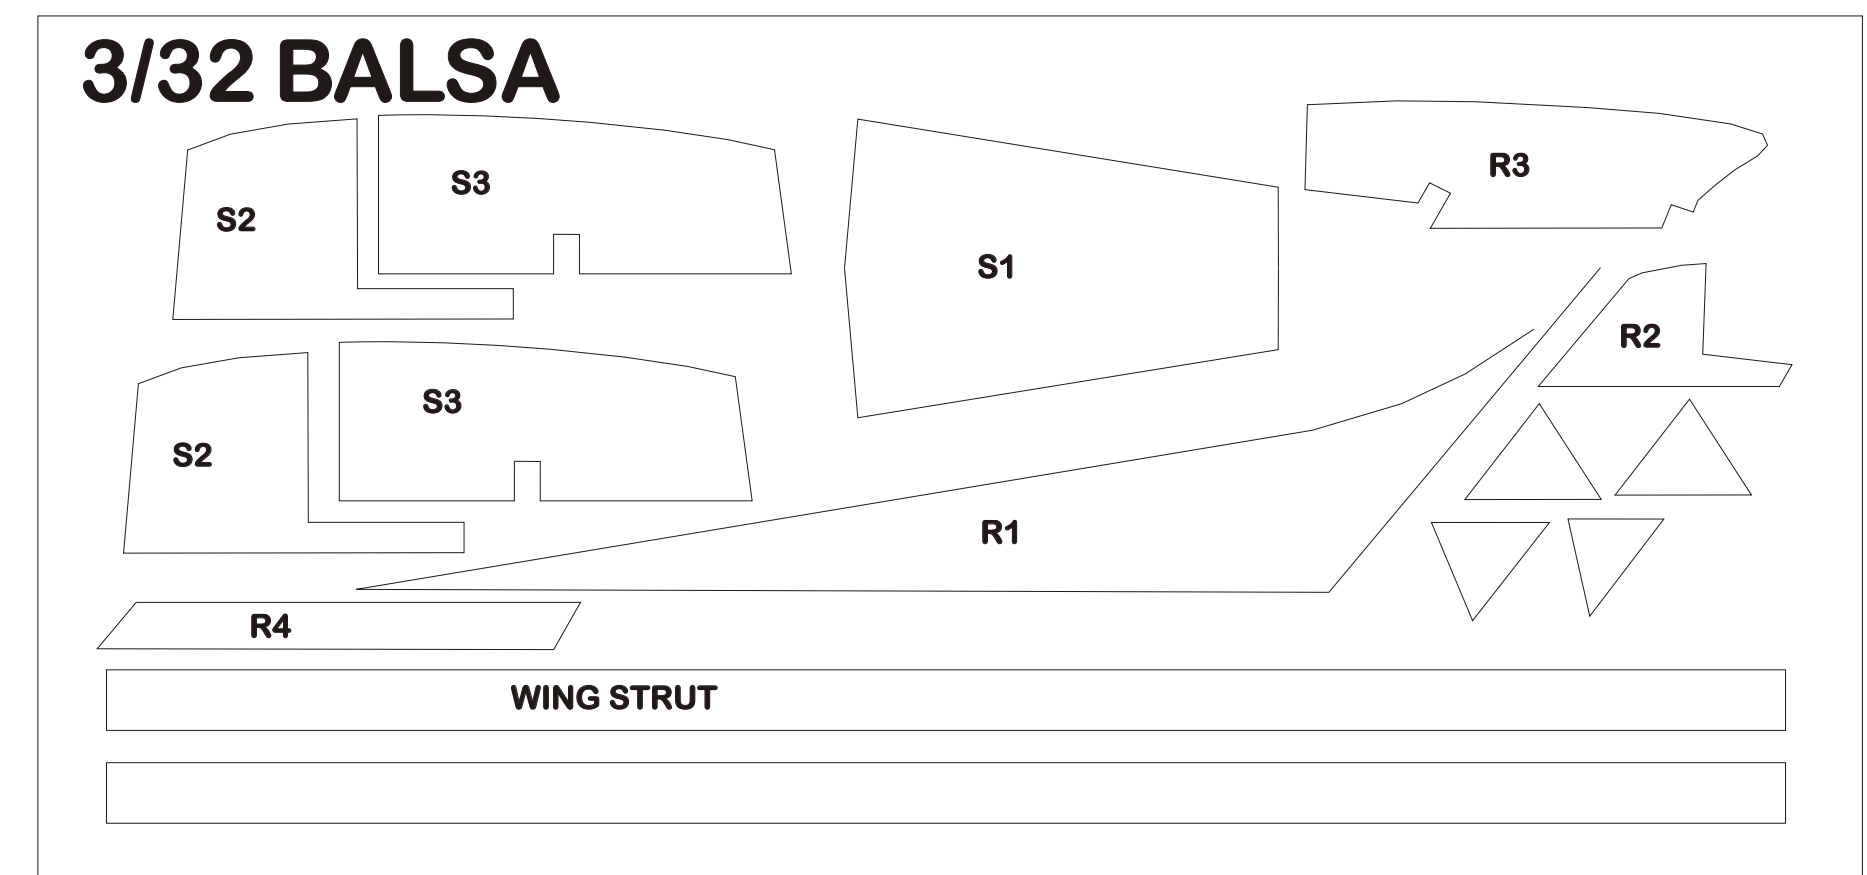 3/32 BALSA
S2
S3
S1
R3
R2
S2
S3
R1
R4
WING STRUT